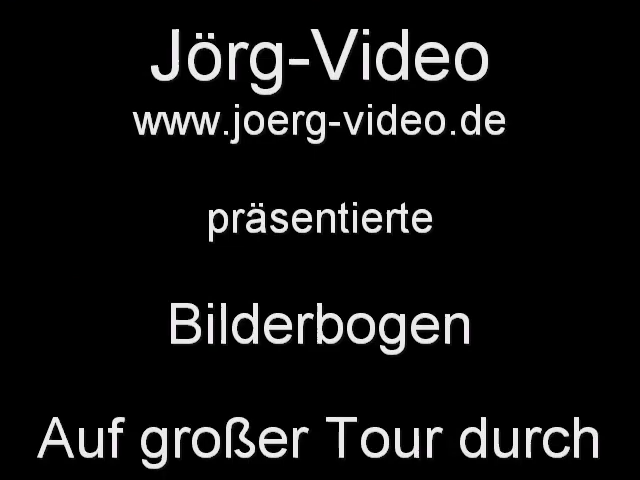 Jörg-Video
www.joerg-video.de
präsentierte
Bilderbogen
Auf großer Tour durch